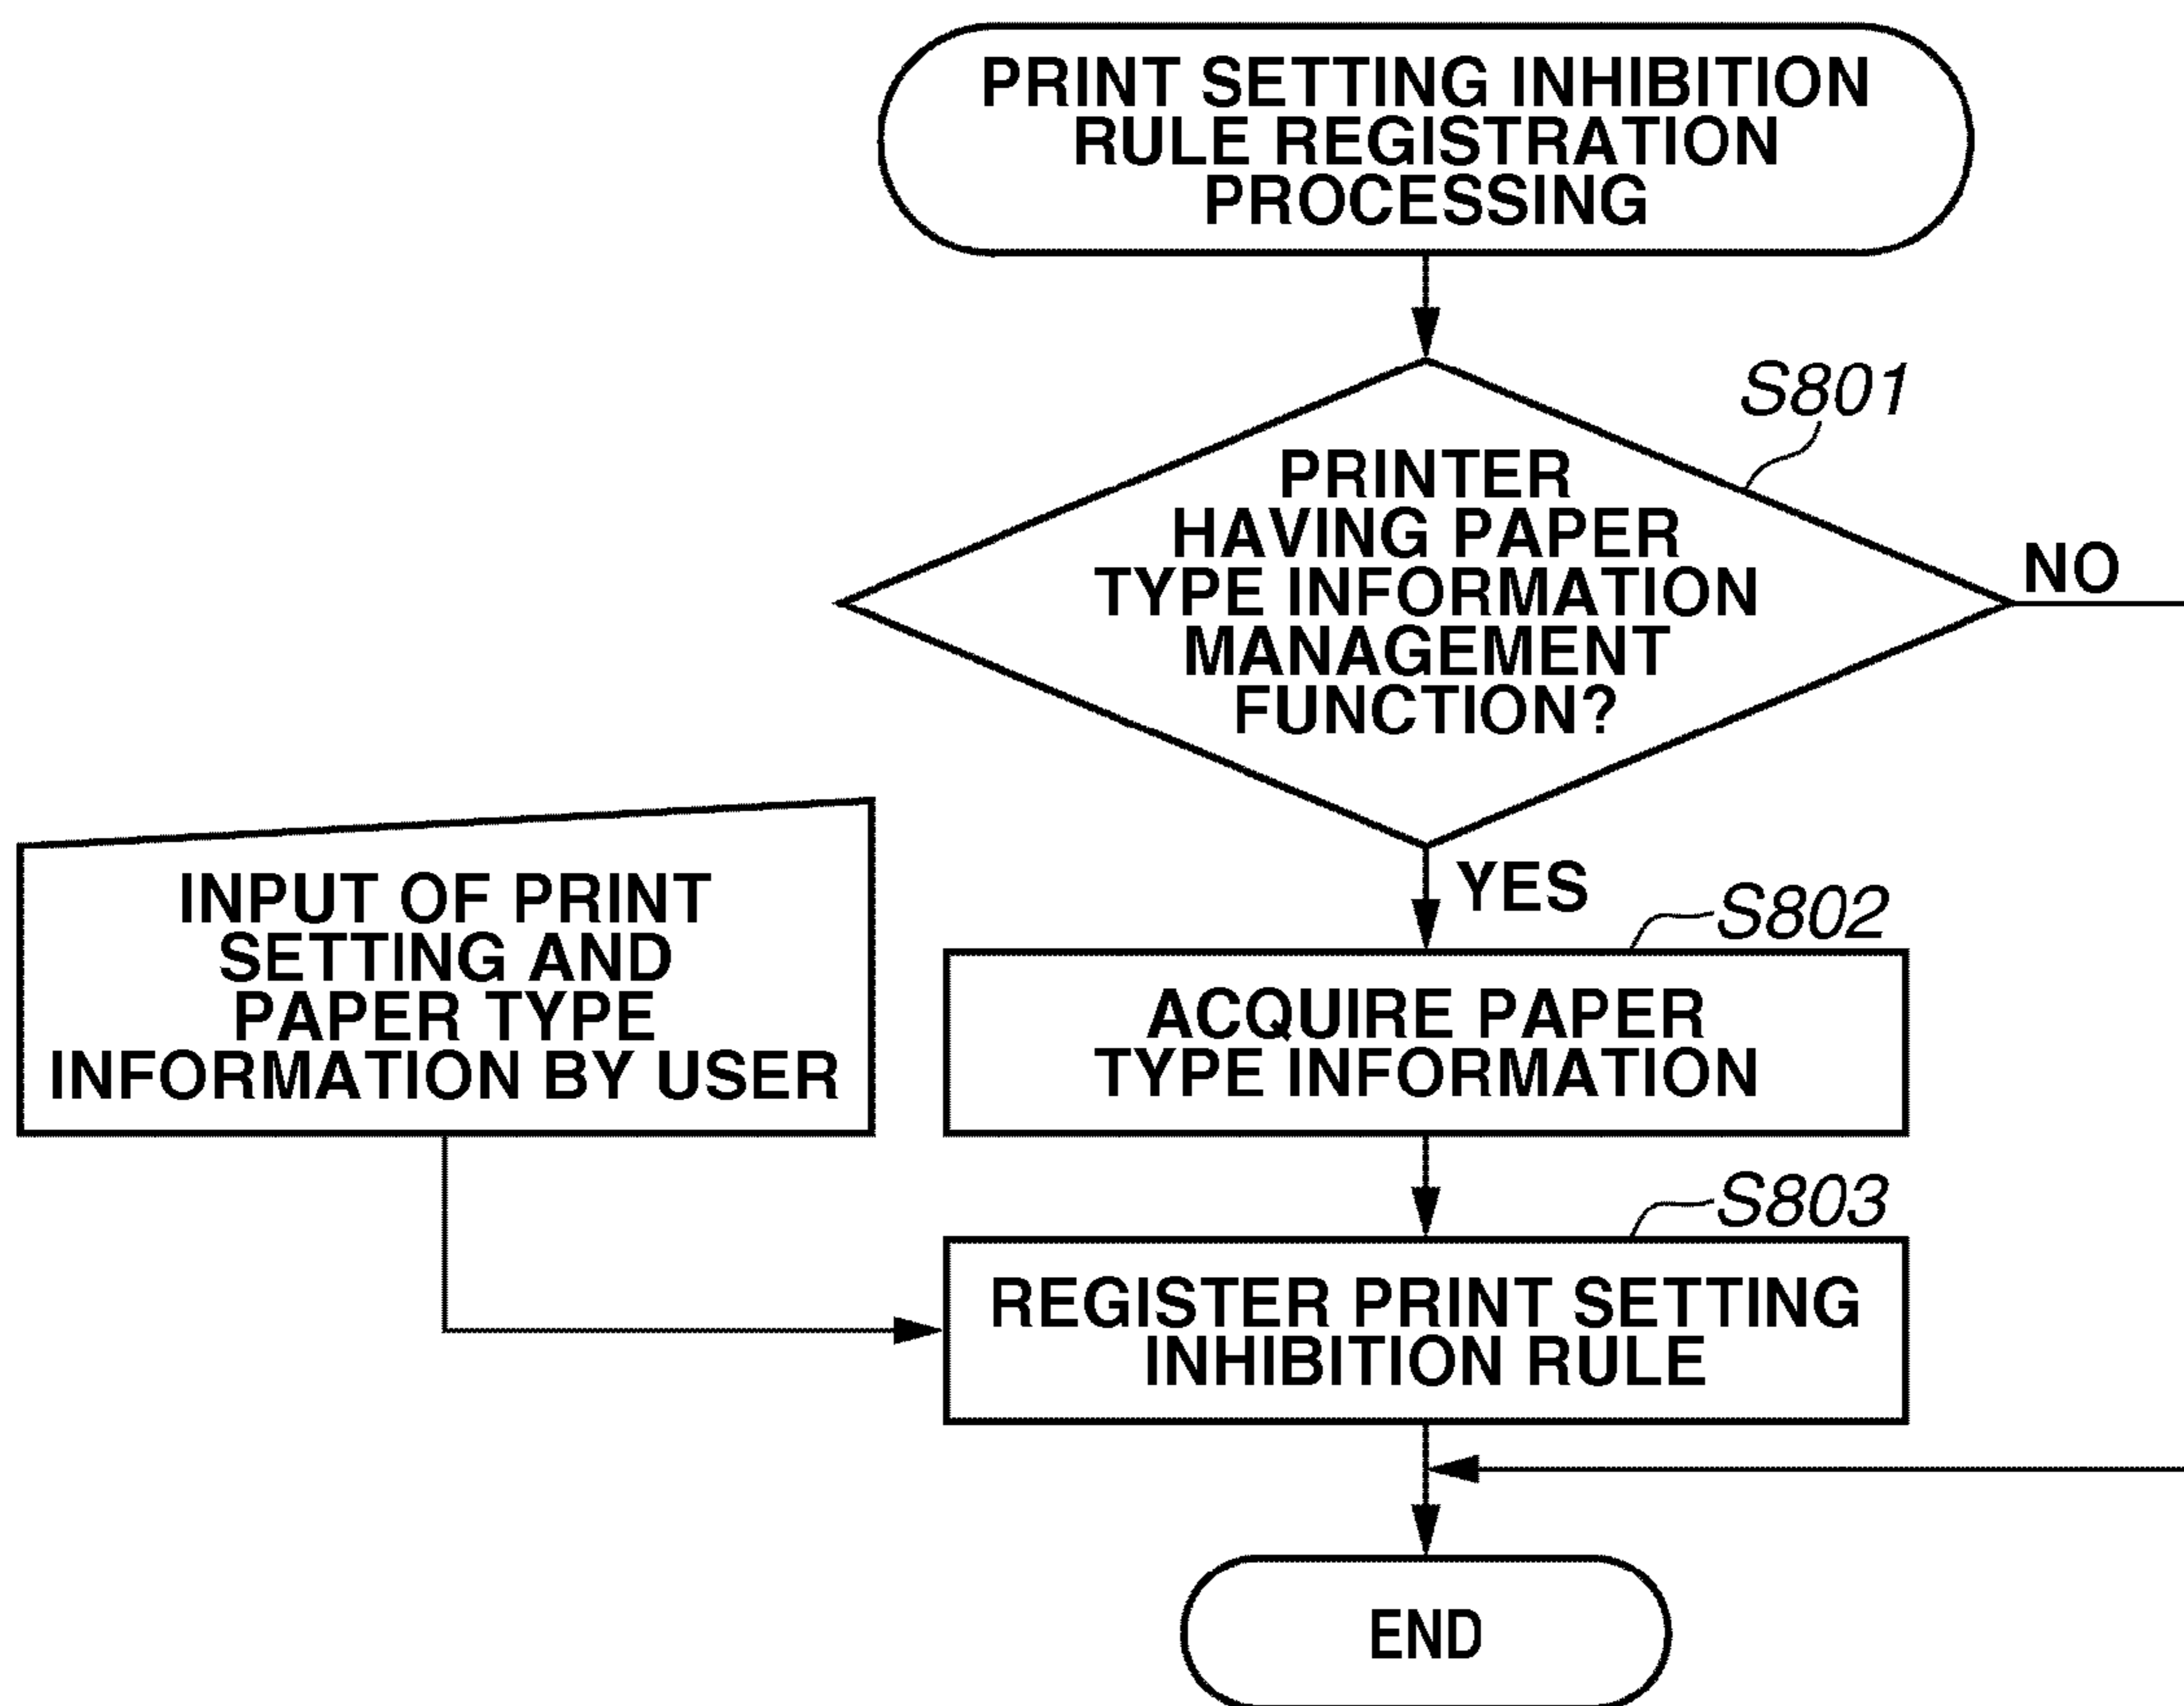 PRINT SETTING INHIBITION
RULE REGISTRATION
PROCESSING
S801
PRINTER
HAVING PAPER
TYPE INFORMATION
MANAGEMENT
FUNCTION?
NO
YES
INPUT OF PRINT
SETTING AND
PAPER TYPE
INFORMATION BY USER
S802
ACQUIRE PAPER
TYPE INFORMATION
S803
REGISTER PRINT SETTING
INHIBITION RULE
END